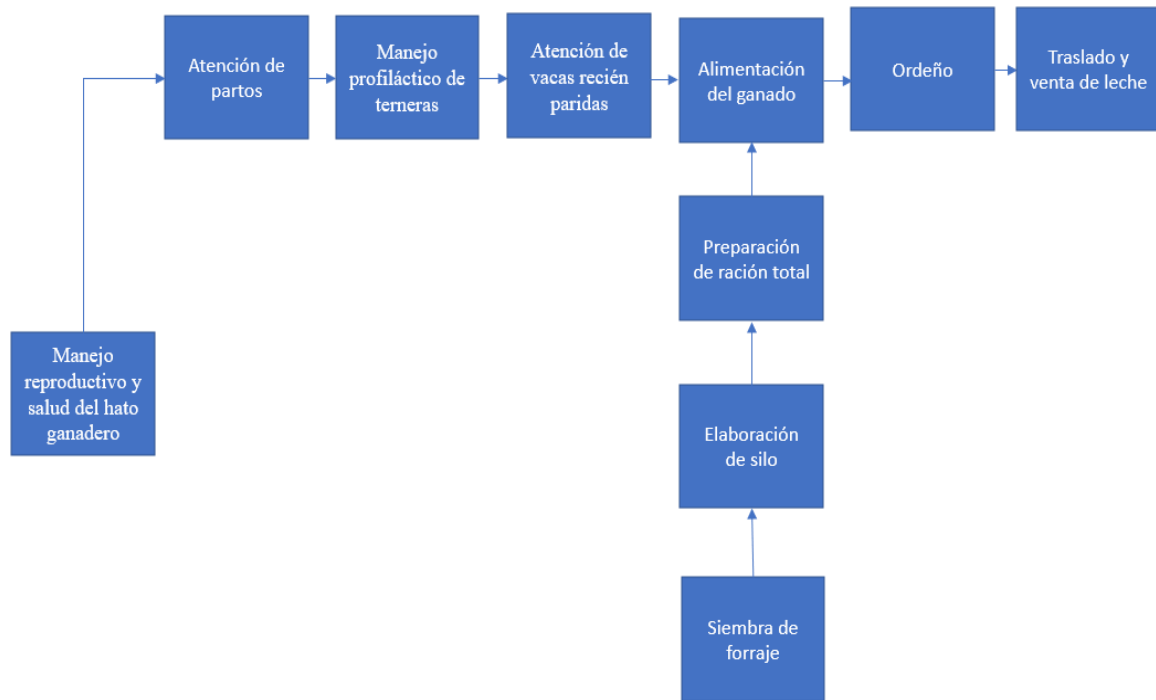 Atención de
partos
Manejo
profiláctico de
terneras
Atención de
vacas recién
paridas
Alimentación
del ganado
Ordeño
Traslado y
venta de leche
Preparación
de ración total
Manejo
reproductivo y
salud del hato
ganadero
Elaboración
de silo
Siembra de
forraje